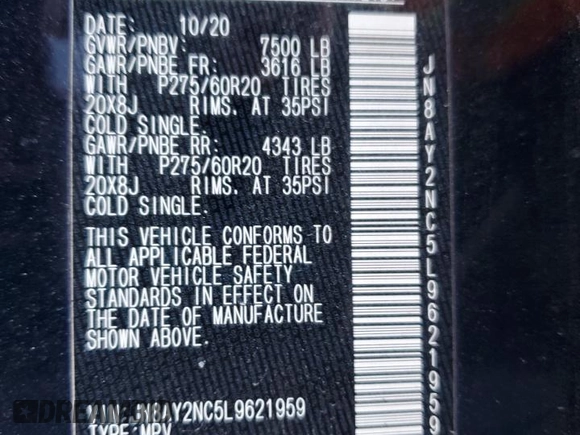 DATE: 10/20
GVWR/PNBV: 7500 LB
GAWR/PNBE FR: 3616 LB
WITH P275/60R20 TIRES
20X8J RIMS. AT 35PSI
COLD SINGLE.
GAWR/PNBE RR: 4343 LB
WITH P275/60R20 TIRES
20X8J RIMS. AT 35PSI
COLD SINGLE.
THIS VEHICLE CONFORMS TO
ALL APPLICABLE FEDERAL
MOTOR VEHICLE SAFETY
STANDARDS IN EFFECT ON
THE DATE OF MANUFACTURE
SHOWN ABOVE.
JN8AY2NC5L9621959
TYPE: MPV
JN8AY2NC5L9621959